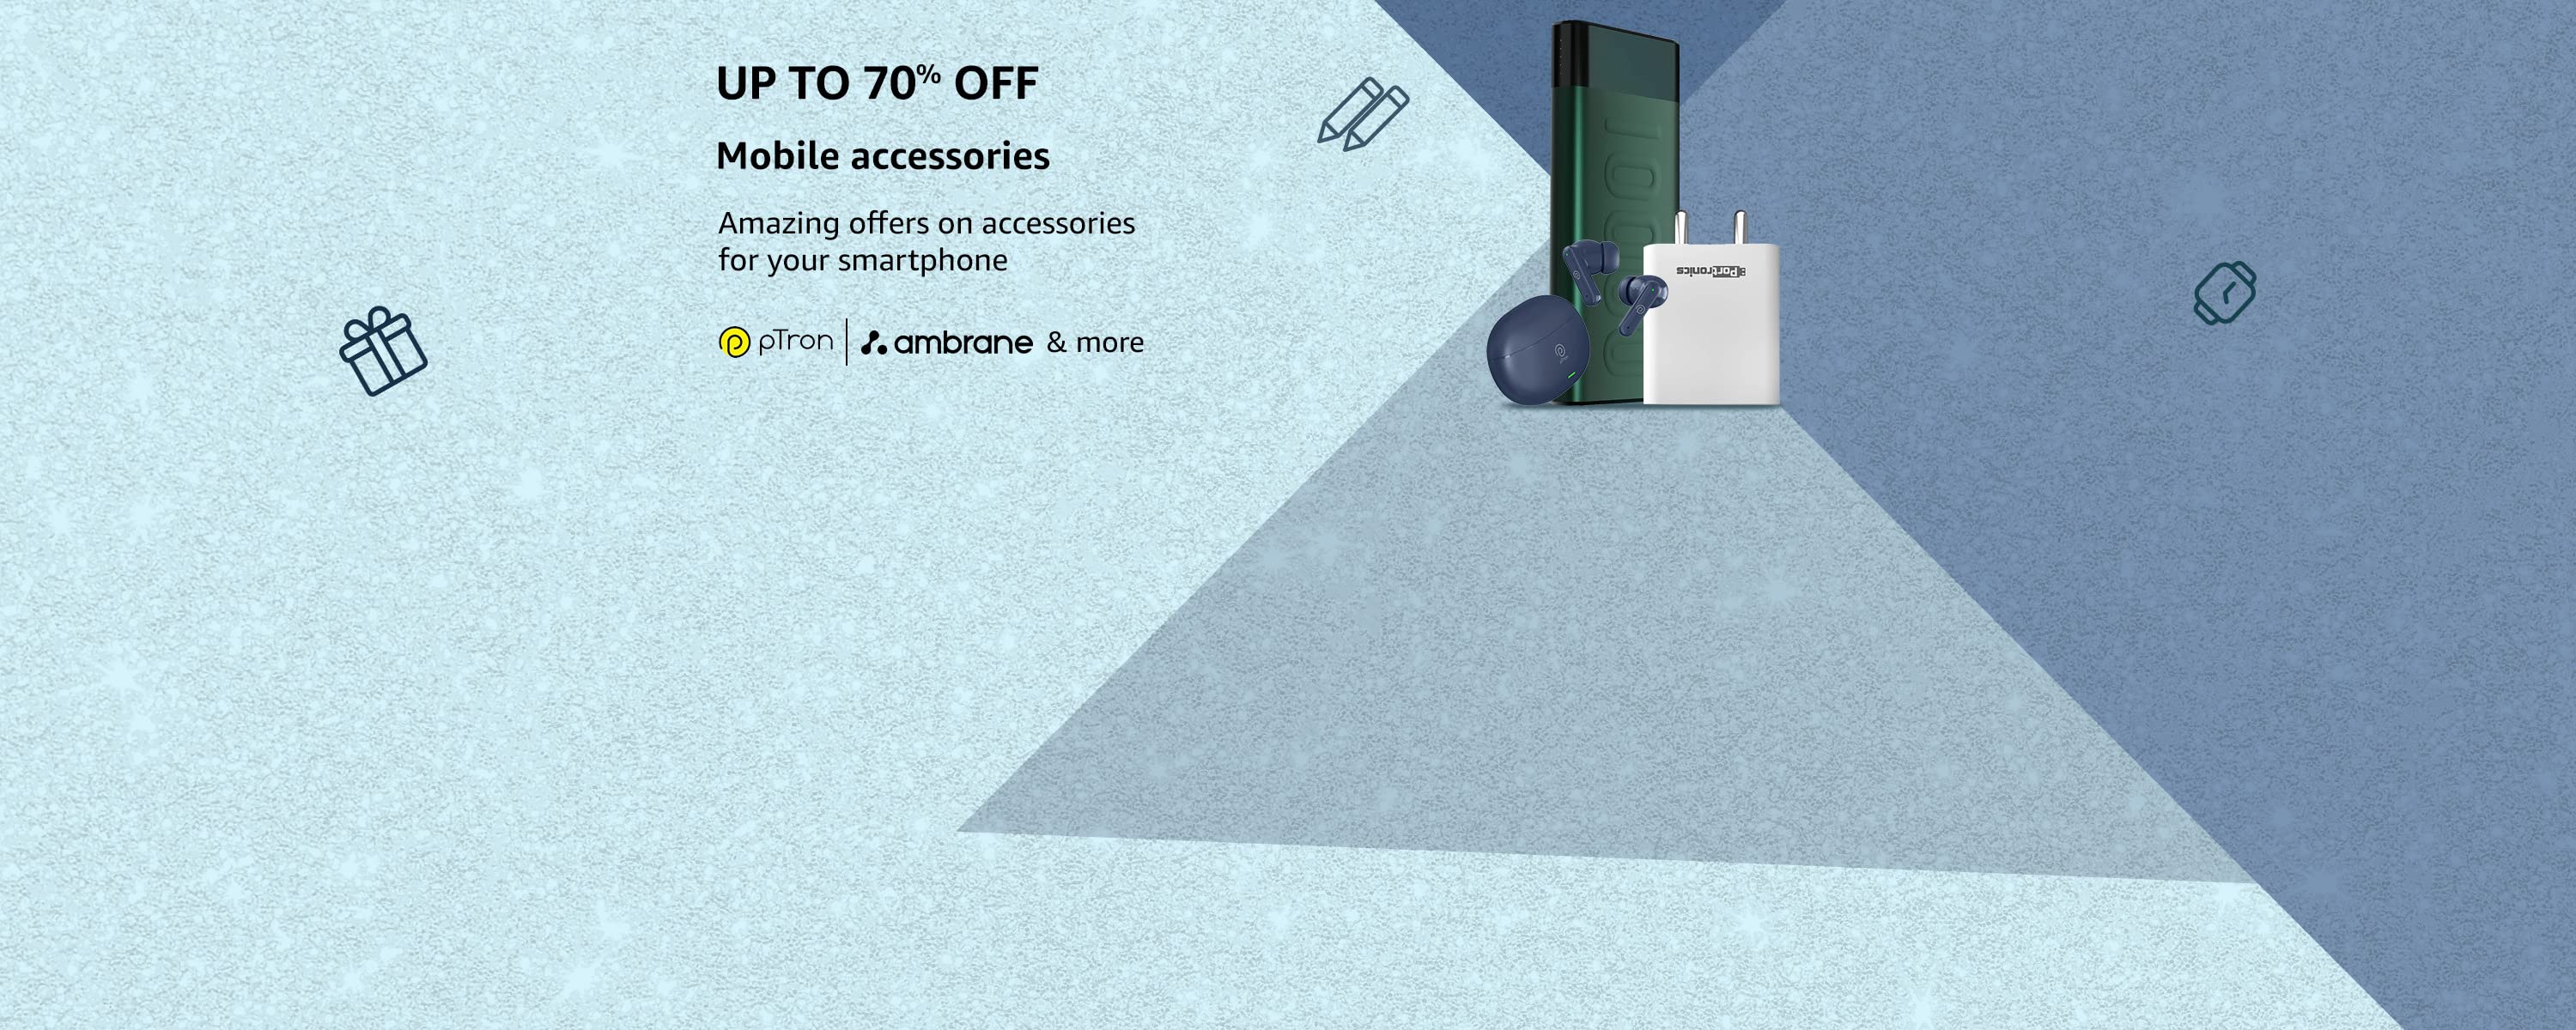 UP TO 70% OFF
Mobile accessories
Amazing offers on accessories
for your smartphone
pTron | ambrane & more
Portronics